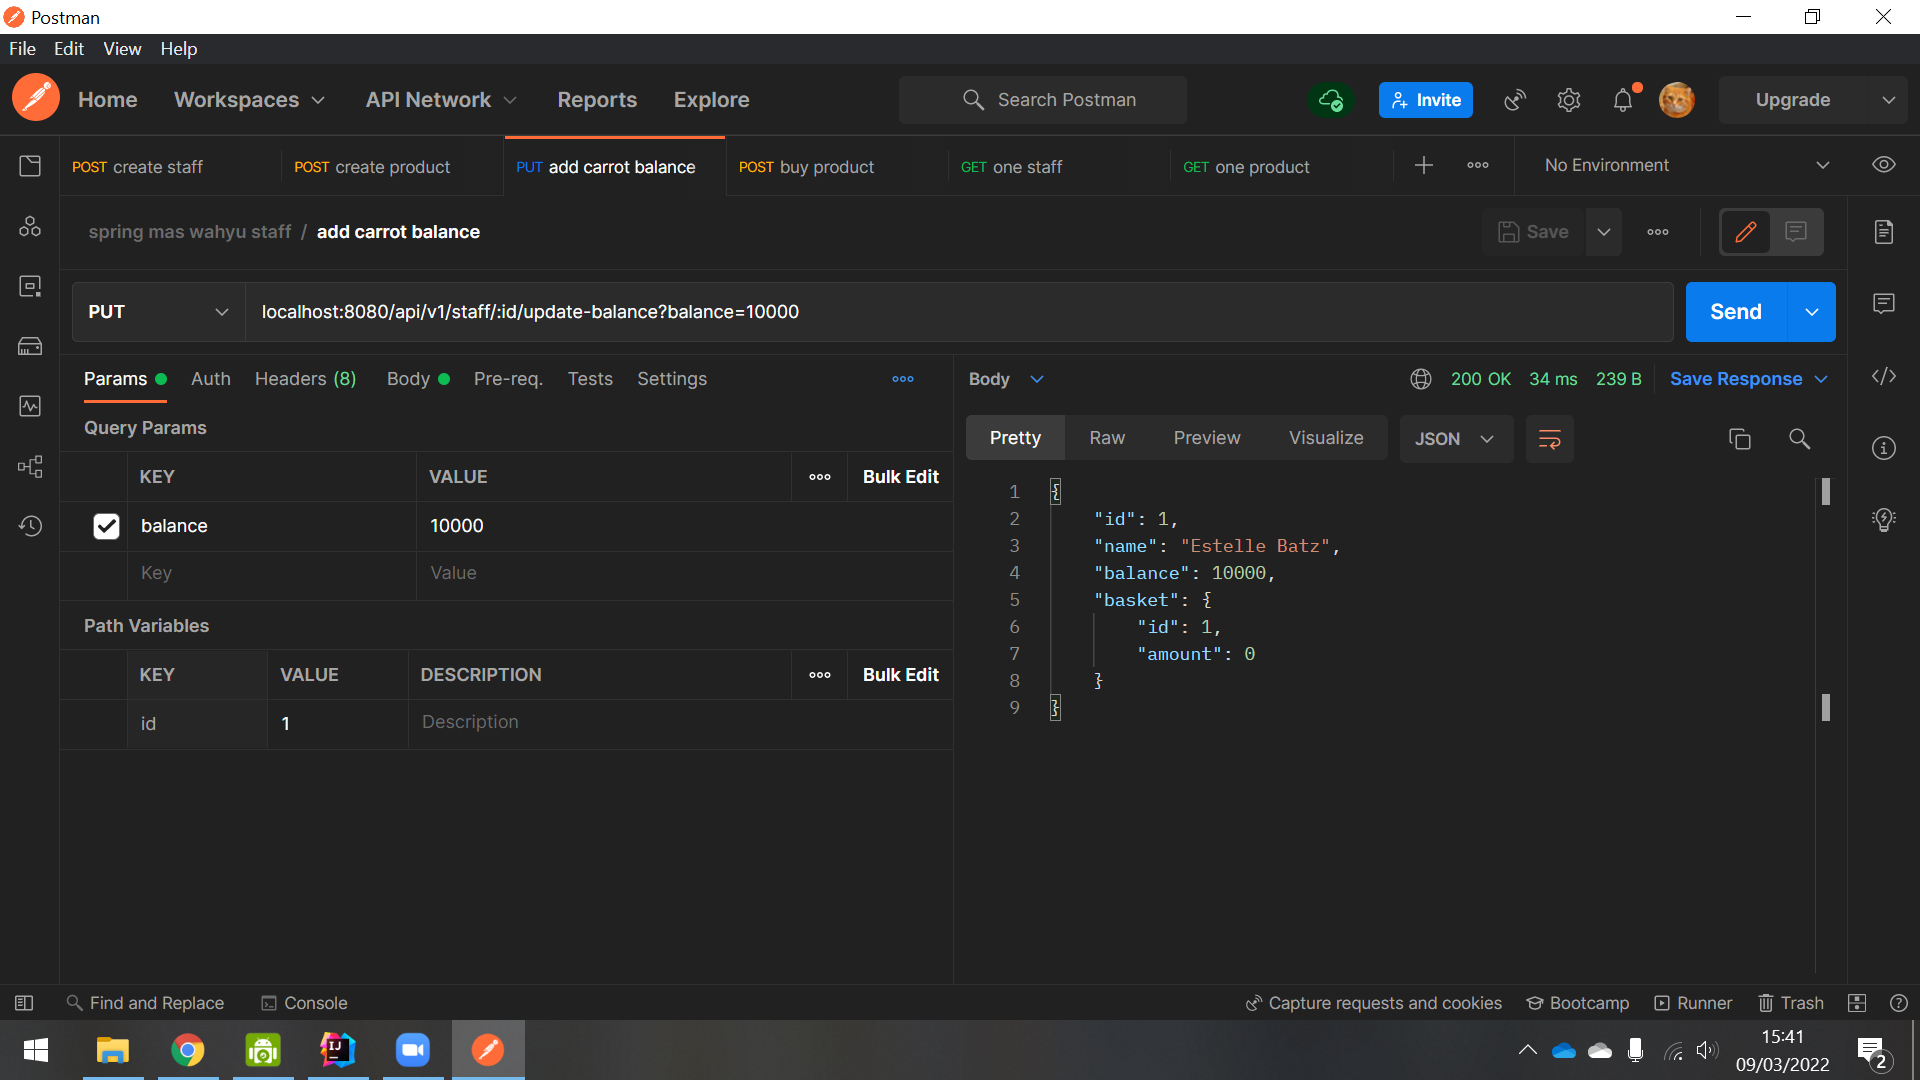 Postman
File Edit View Help
Home Workspaces API Network Reports Explore Search Postman Invite Upgrade
POST create staff POST create product PUT add carrot balance POST buy product GET one staff GET one product No Environment
spring mas wahyu staff / add carrot balance Save
PUT localhost:8080/api/v1/staff/:id/update-balance?balance=10000 Send
Params Auth Headers (8) Body Pre-req. Tests Settings
Body 200 OK 34 ms 239 B Save Response
Query Params
KEY VALUE Bulk Edit
balance 10000
Key Value
Path Variables
KEY VALUE DESCRIPTION Bulk Edit
id 1 Description
Pretty Raw Preview Visualize JSON
1 {
2 "id": 1,
3 "name": "Estelle Batz",
4 "balance": 10000,
5 "basket": {
6 "id": 1,
7 "amount": 0
8 }
9 }
Find and Replace Console Capture requests and cookies Bootcamp Runner Trash
IJ
15:41
09/03/2022
2